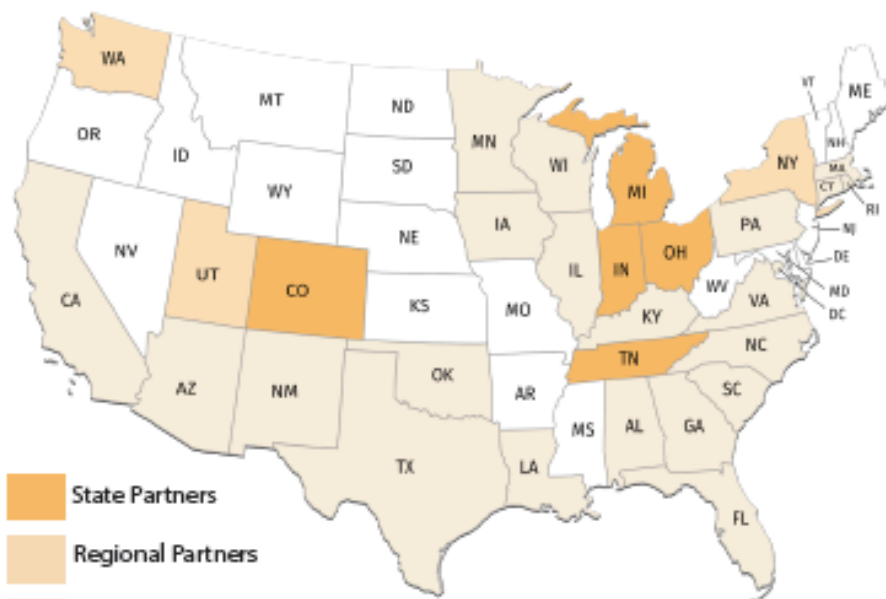 WA
MT
ND
OR
ID
SD
WY
MN
WI
MI
VT
ME
NH
NY
MA
CT
RI
NV
UT
CO
NE
IA
IL
IN
OH
PA
NJ
DE
MD
DC
WV
VA
CA
KS
MO
KY
TN
NC
SC
AZ
NM
OK
AR
TX
LA
MS
AL
GA
FL
State Partners
Regional Partners